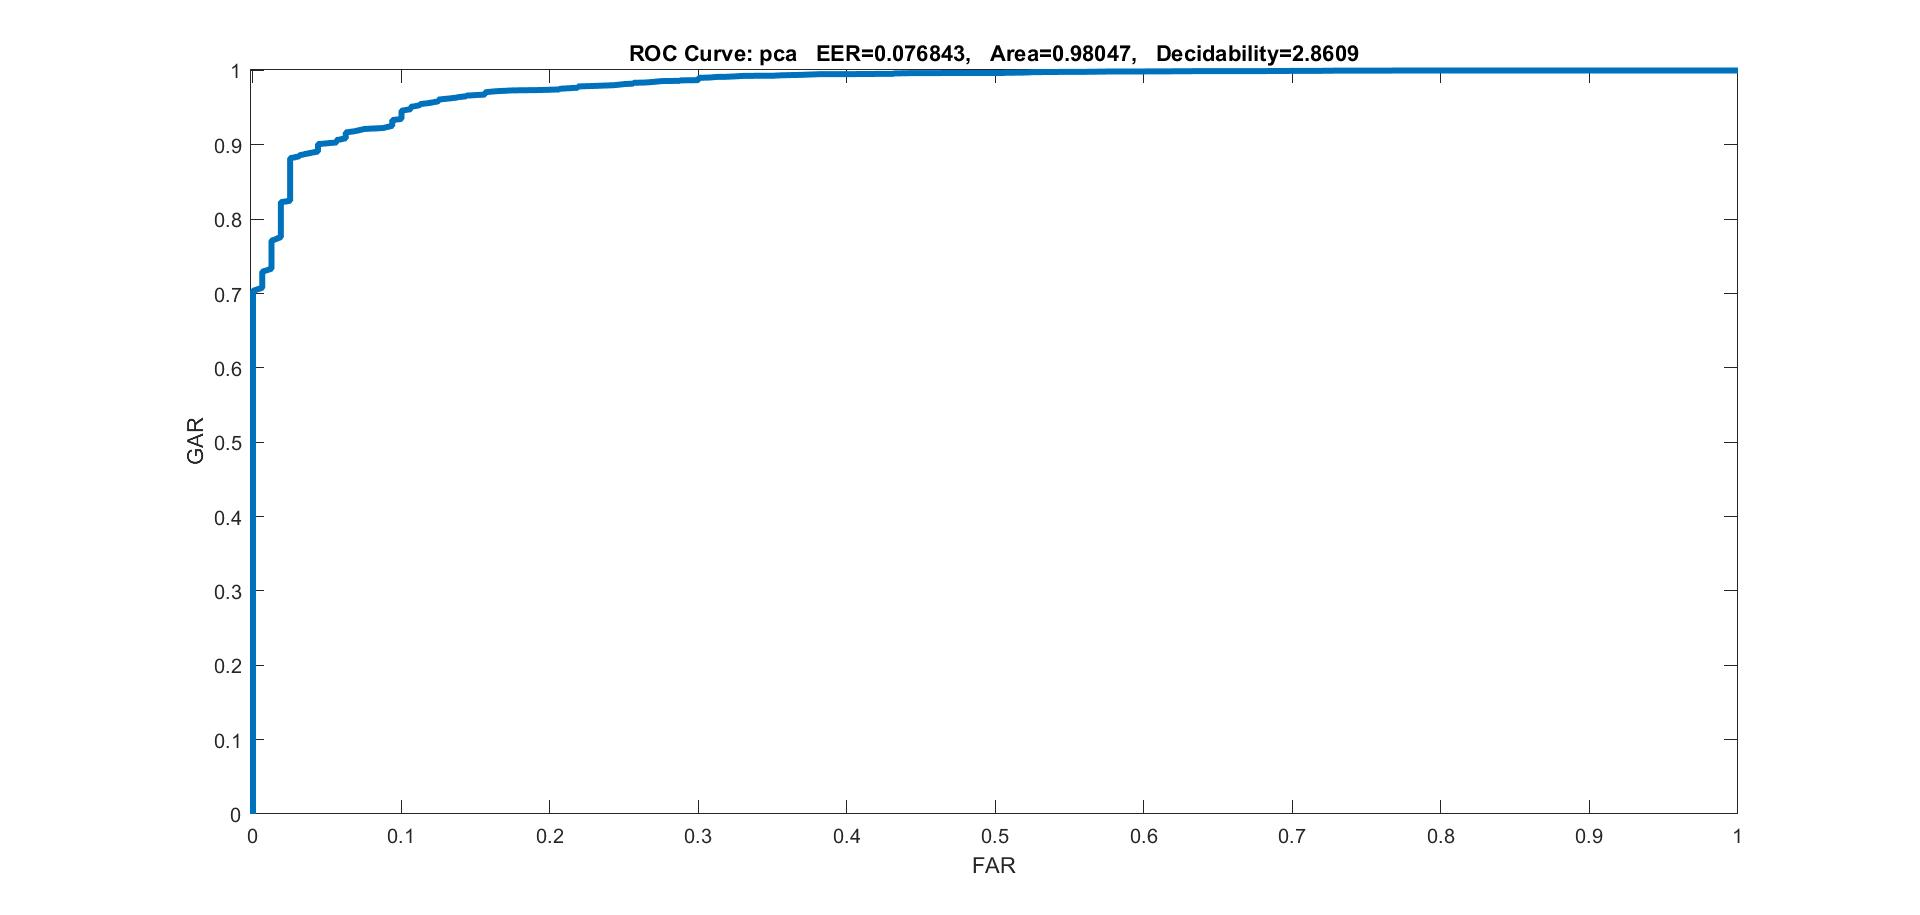 ROC Curve: pca   EER=0.076843,   Area=0.98047,   Decidability=2.8609
1
0.9
0.8
0.7
0.6
0.5
0.4
0.3
0.2
0.1
0
GAR
0 0.1 0.2 0.3 0.4 0.5 0.6 0.7 0.8 0.9 1
FAR